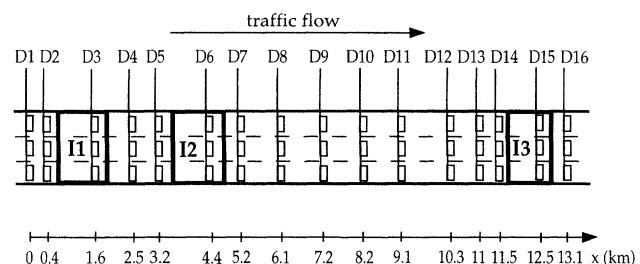 traffic flow
D1 D2 D3 D4 D5 D6 D7 D8 D9 D10 D11 D12 D13 D14 D15 D16
I1 I2 I3
0 0.4 1.6 2.5 3.2 4.4 5.2 6.1 7.2 8.2 9.1 10.3 11 11.5 12.5 13.1 x (km)